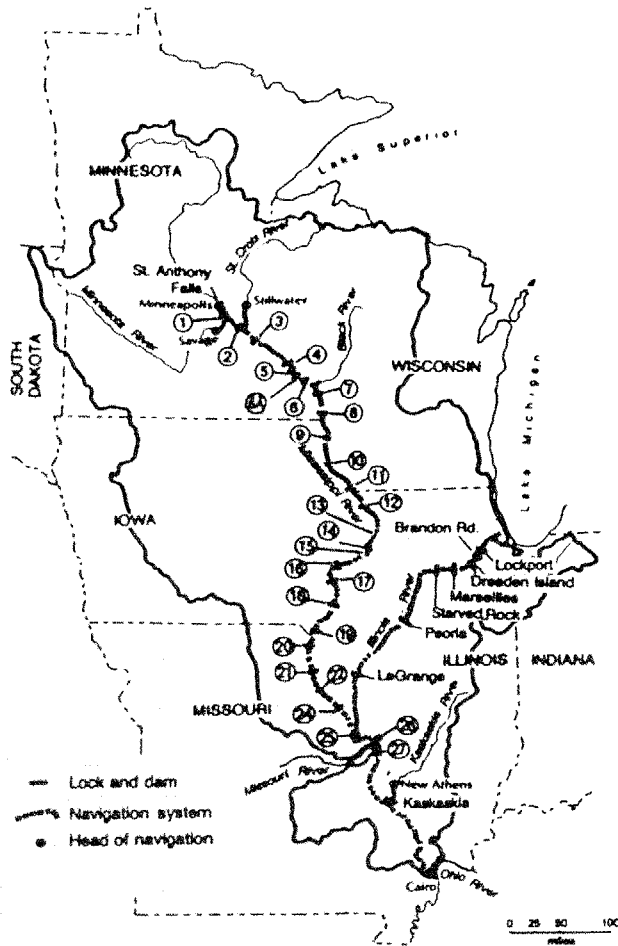 Lake Superior
MINNESOTA
St. Croix River
St. Anthony
Falls
Minneapolis
Stillwater
Minnesota River
1
Savage
2
3
Black River
SOUTH
DAKOTA
4
5
5A
6
7
WISCONSIN
8
Lake Michigan
9
10
11
Mississippi River
12
IOWA
13
Brandon Rd.
14
15
Lockport
16
Dresden Island
17
Marseilles
18
Starved Rock
Illinois River
19
Peoria
20
ILLINOIS
INDIANA
21
22
LaGrange
MISSOURI
24
Kaskaskia River
25
26
27
Missouri River
Lock and dam
New Athens
Kaskaskia
Navigation system
Head of navigation
Cairo
Ohio River
0 25 50 100
miles